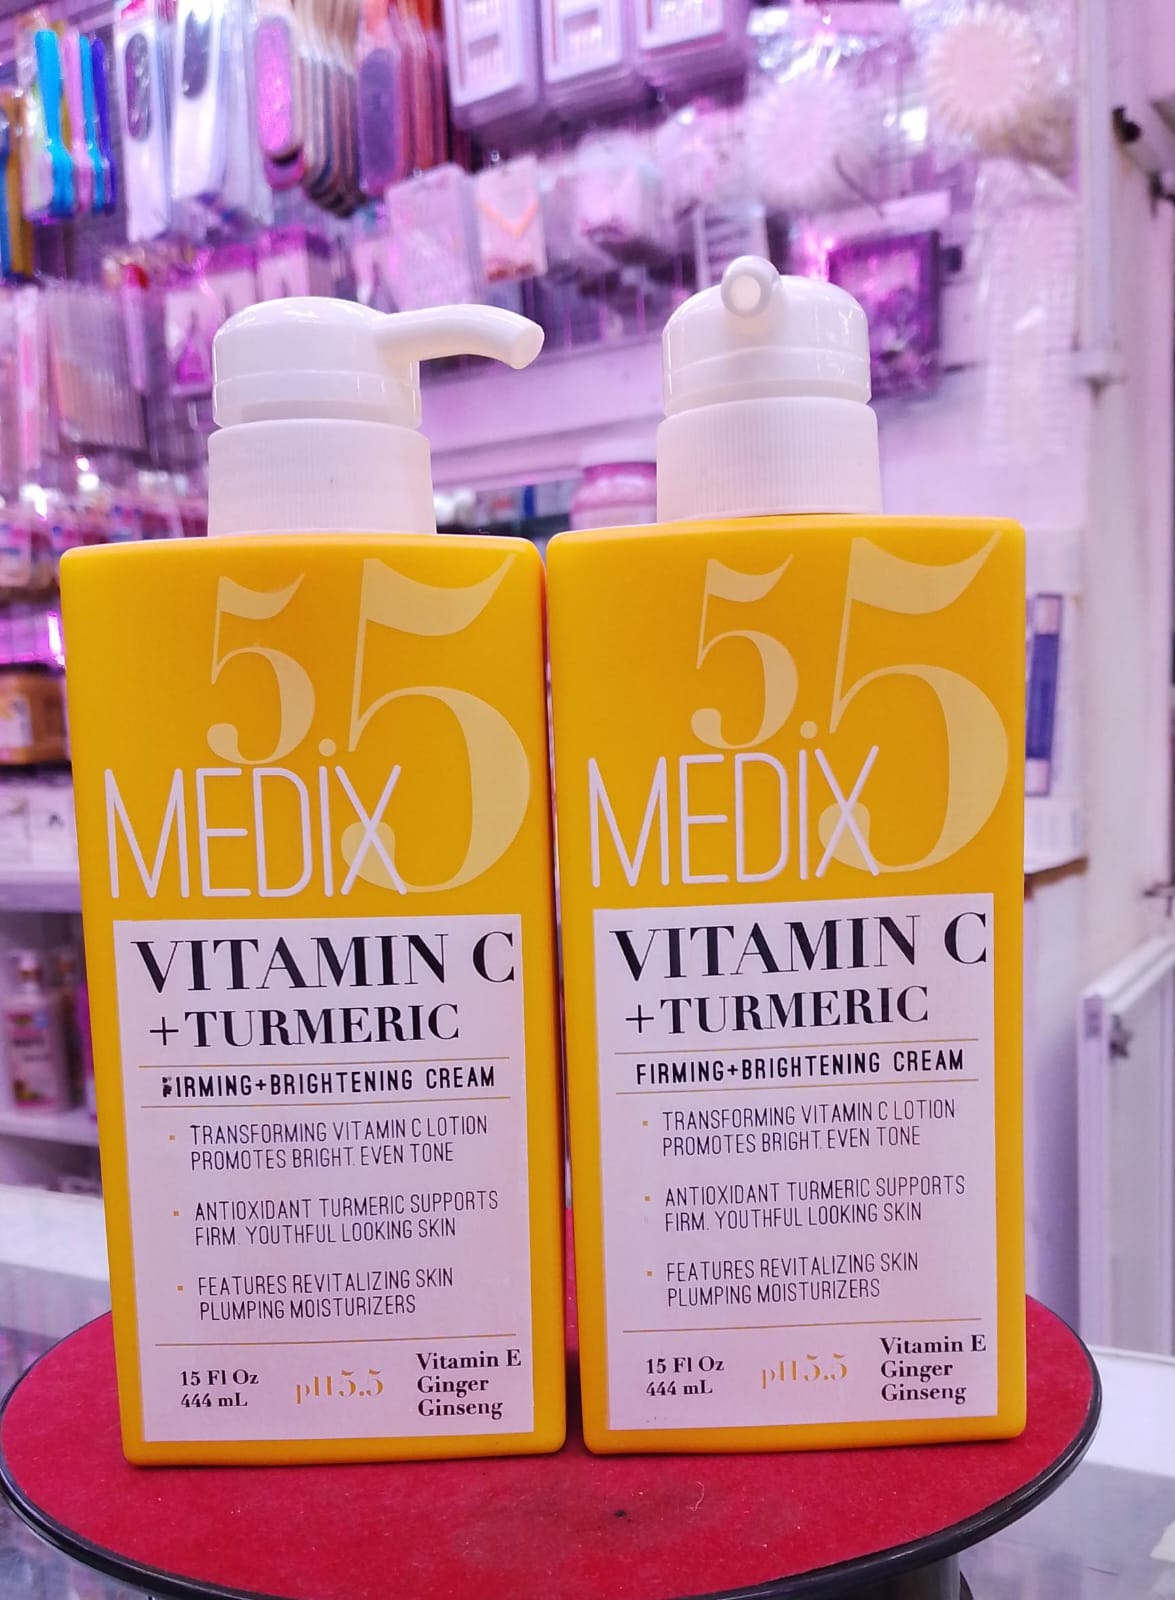 5.5
MEDIX
VITAMIN C
+TURMERIC
FIRMING+BRIGHTENING CREAM
TRANSFORMING VITAMIN C LOTION
PROMOTES BRIGHT. EVEN TONE
ANTIOXIDANT TURMERIC SUPPORTS
FIRM. YOUTHFUL LOOKING SKIN
FEATURES REVITALIZING SKIN
PLUMPING MOISTURIZERS
15 Fl Oz
444 mL
pH5.5
Vitamin E
Ginger
Ginseng
5.5
MEDIX
VITAMIN C
+TURMERIC
FIRMING+BRIGHTENING CREAM
TRANSFORMING VITAMIN C LOTION
PROMOTES BRIGHT. EVEN TONE
ANTIOXIDANT TURMERIC SUPPORTS
FIRM. YOUTHFUL LOOKING SKIN
FEATURES REVITALIZING SKIN
PLUMPING MOISTURIZERS
15 Fl Oz
444 mL
pH5.5
Vitamin E
Ginger
Ginseng